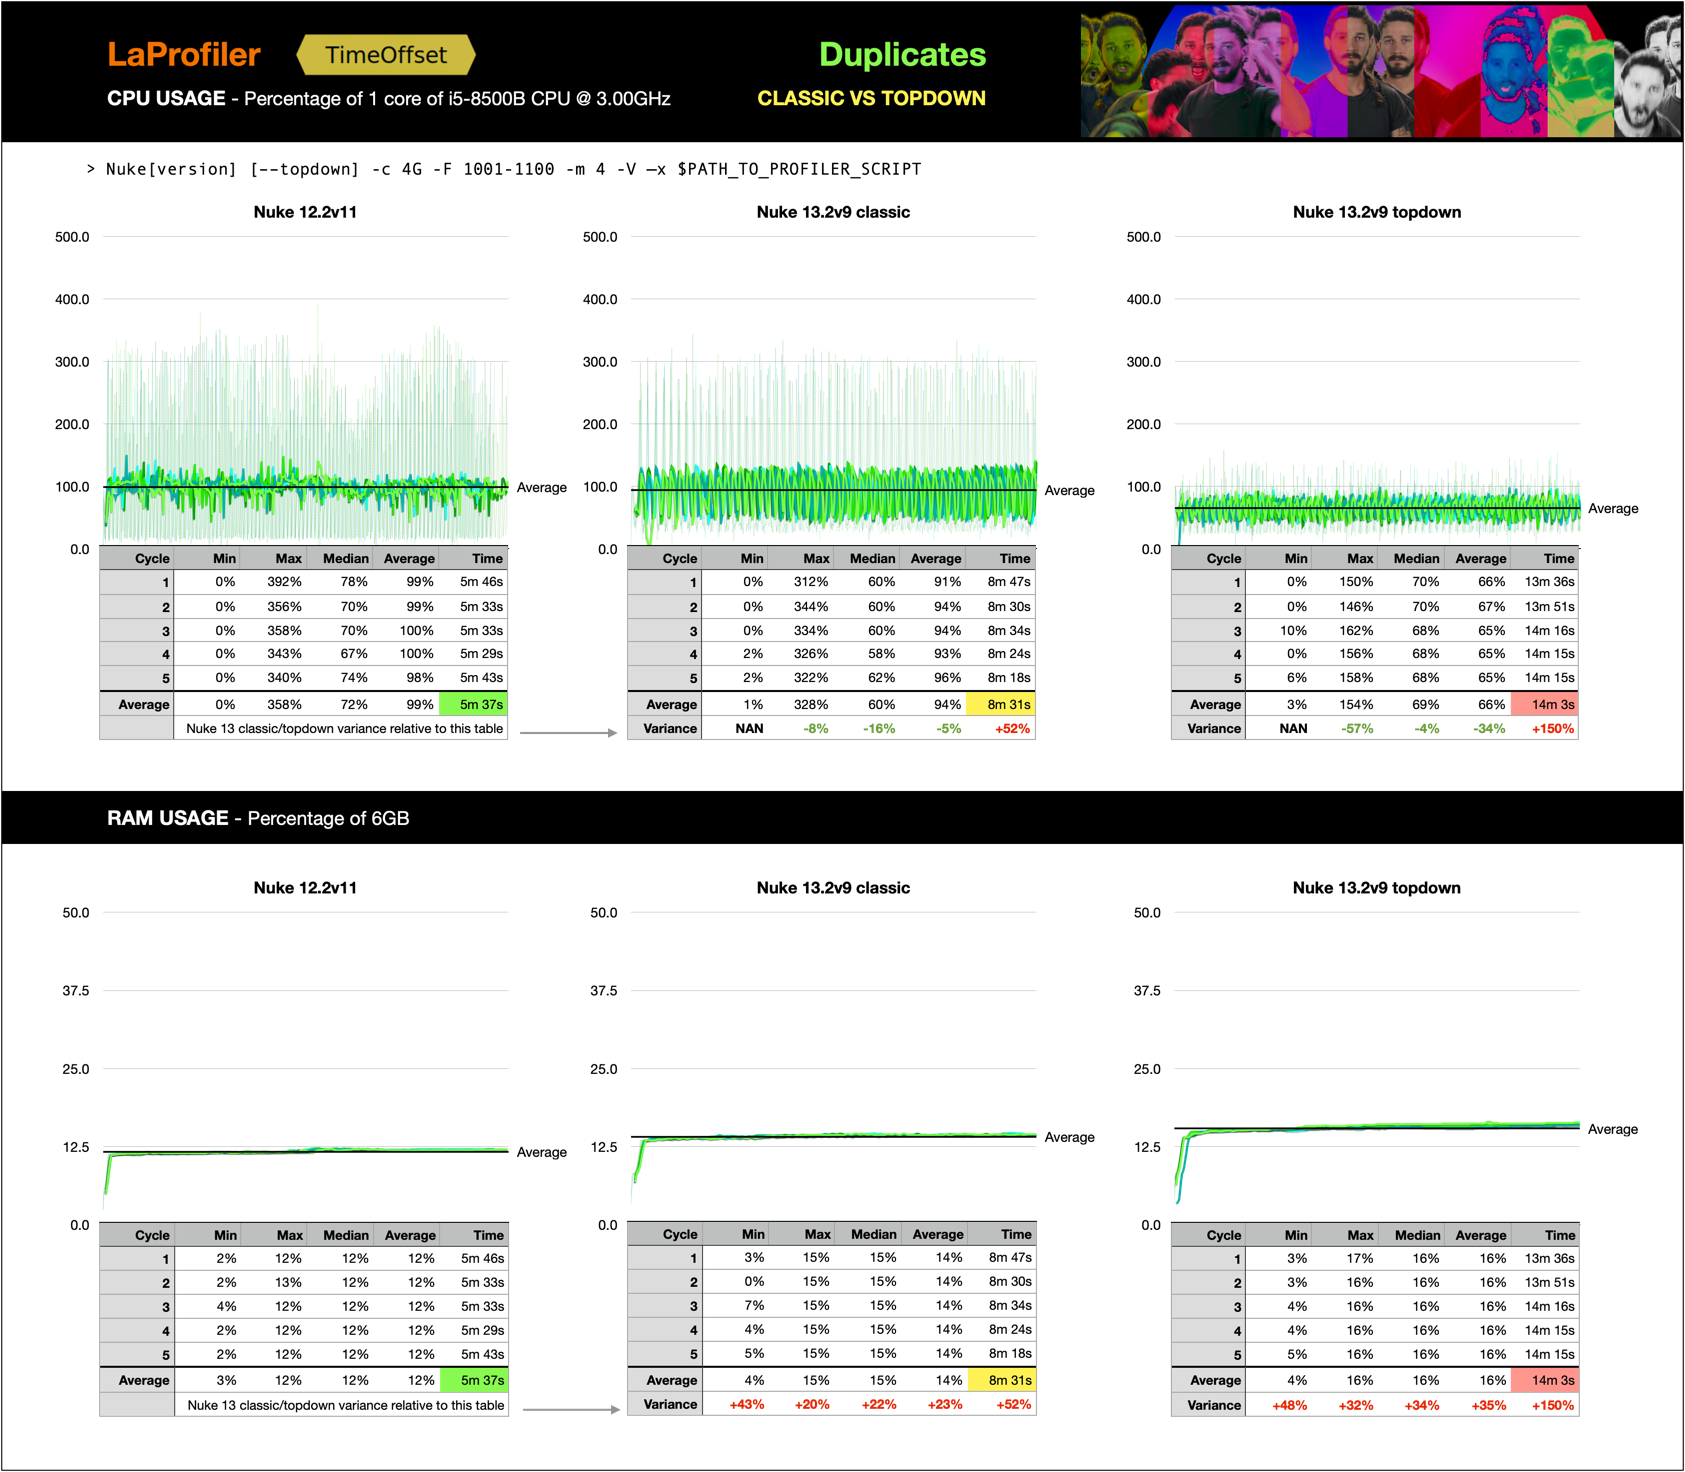 LaProfiler TimeOffset Duplicates
CPU USAGE - Percentage of 1 core of i5-8500B CPU @ 3.00GHz CLASSIC VS TOPDOWN
> Nuke[version] [--topdown] -c 4G -F 1001-1100 -m 4 -V –x $PATH_TO_PROFILER_SCRIPT
Nuke 12.2v11
500.0
400.0
300.0
200.0
100.0
0.0
Average
Cycle Min Max Median Average Time
1 0% 392% 78% 99% 5m 46s
2 0% 356% 70% 99% 5m 33s
3 0% 358% 70% 100% 5m 33s
4 0% 343% 67% 100% 5m 29s
5 0% 340% 74% 98% 5m 43s
Average 0% 358% 72% 99% 5m 37s
Nuke 13 classic/topdown variance relative to this table
Nuke 13.2v9 classic
500.0
400.0
300.0
200.0
100.0
0.0
Average
Cycle Min Max Median Average Time
1 0% 312% 60% 91% 8m 47s
2 0% 344% 60% 94% 8m 30s
3 0% 334% 60% 94% 8m 34s
4 2% 326% 58% 93% 8m 24s
5 2% 322% 62% 96% 8m 18s
Average 1% 328% 60% 94% 8m 31s
Variance NAN -8% -16% -5% +52%
Nuke 13.2v9 topdown
500.0
400.0
300.0
200.0
100.0
0.0
Average
Cycle Min Max Median Average Time
1 0% 150% 70% 66% 13m 36s
2 0% 146% 70% 67% 13m 51s
3 10% 162% 68% 65% 14m 16s
4 0% 156% 68% 65% 14m 15s
5 6% 158% 68% 65% 14m 15s
Average 3% 154% 69% 66% 14m 3s
Variance NAN -57% -4% -34% +150%
RAM USAGE - Percentage of 6GB
Nuke 12.2v11
50.0
37.5
25.0
12.5
0.0
Average
Cycle Min Max Median Average Time
1 2% 12% 12% 12% 5m 46s
2 2% 13% 12% 12% 5m 33s
3 4% 12% 12% 12% 5m 33s
4 2% 12% 12% 12% 5m 29s
5 2% 12% 12% 12% 5m 43s
Average 3% 12% 12% 12% 5m 37s
Nuke 13 classic/topdown variance relative to this table
Nuke 13.2v9 classic
50.0
37.5
25.0
12.5
0.0
Average
Cycle Min Max Median Average Time
1 3% 15% 15% 14% 8m 47s
2 0% 15% 15% 14% 8m 30s
3 7% 15% 15% 14% 8m 34s
4 4% 15% 15% 14% 8m 24s
5 5% 15% 15% 14% 8m 18s
Average 4% 15% 15% 14% 8m 31s
Variance +43% +20% +22% +23% +52%
Nuke 13.2v9 topdown
50.0
37.5
25.0
12.5
0.0
Average
Cycle Min Max Median Average Time
1 3% 17% 16% 16% 13m 36s
2 3% 16% 16% 16% 13m 51s
3 4% 16% 16% 16% 14m 16s
4 4% 16% 16% 16% 14m 15s
5 5% 16% 16% 16% 14m 15s
Average 4% 16% 16% 16% 14m 3s
Variance +48% +32% +34% +35% +150%